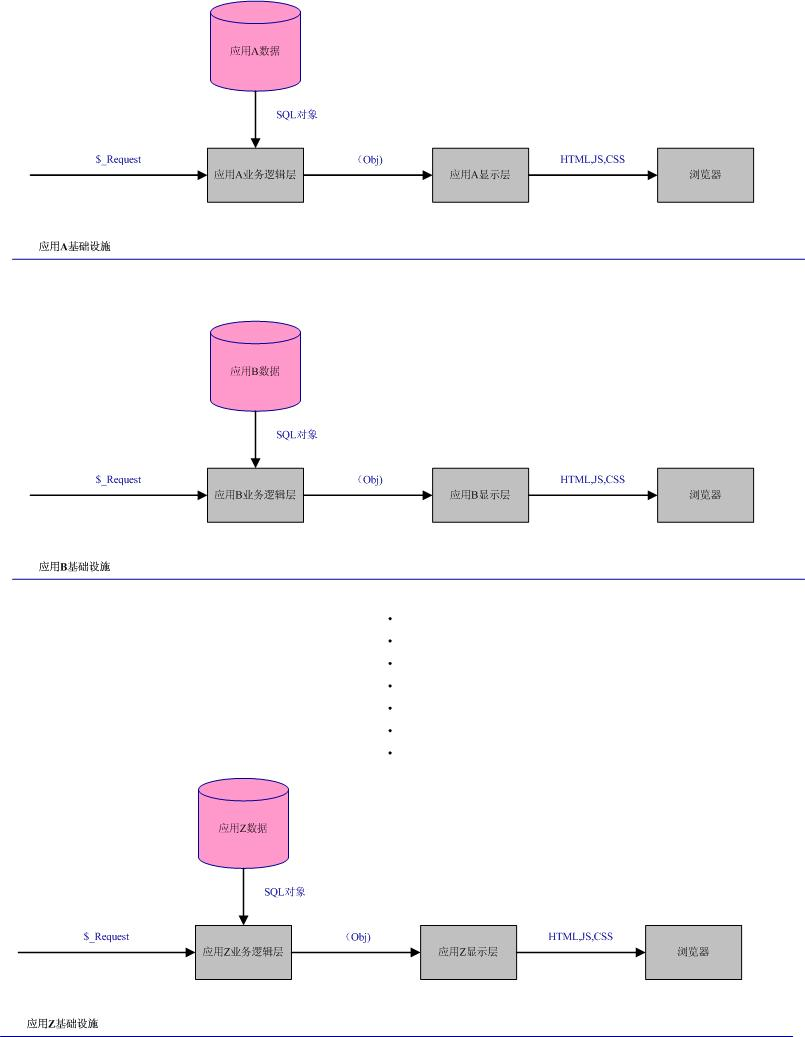 应用A数据
SQL对象
$_Request
应用A业务逻辑层
（Obj)
应用A显示层
HTML,JS,CSS
浏览器
应用A基础设施
应用B数据
SQL对象
$_Request
应用B业务逻辑层
（Obj)
应用B显示层
HTML,JS,CSS
浏览器
应用B基础设施
应用Z数据
SQL对象
$_Request
应用Z业务逻辑层
（Obj)
应用Z显示层
HTML,JS,CSS
浏览器
应用Z基础设施